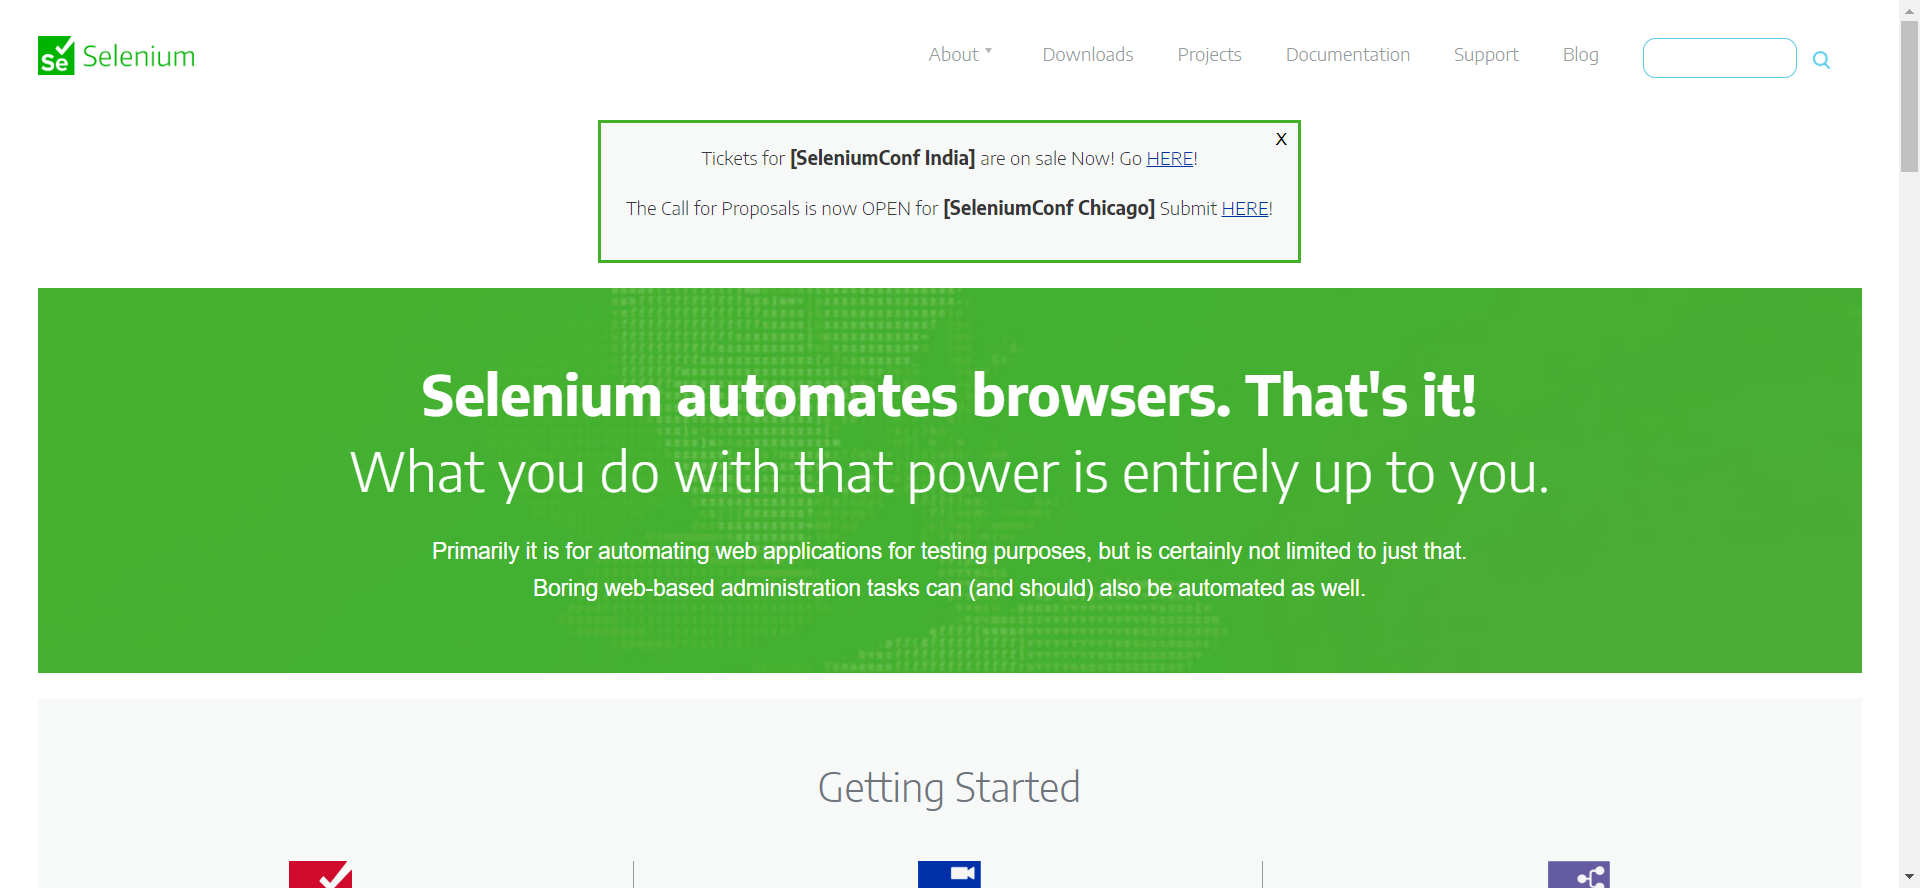 Se Selenium
About
Downloads
Projects
Documentation
Support
Blog
X
Tickets for [SeleniumConf India] are on sale Now! Go HERE!
The Call for Proposals is now OPEN for [SeleniumConf Chicago] Submit HERE!
Selenium automates browsers. That's it!
What you do with that power is entirely up to you.
Primarily it is for automating web applications for testing purposes, but is certainly not limited to just that.
Boring web-based administration tasks can (and should) also be automated as well.
Getting Started